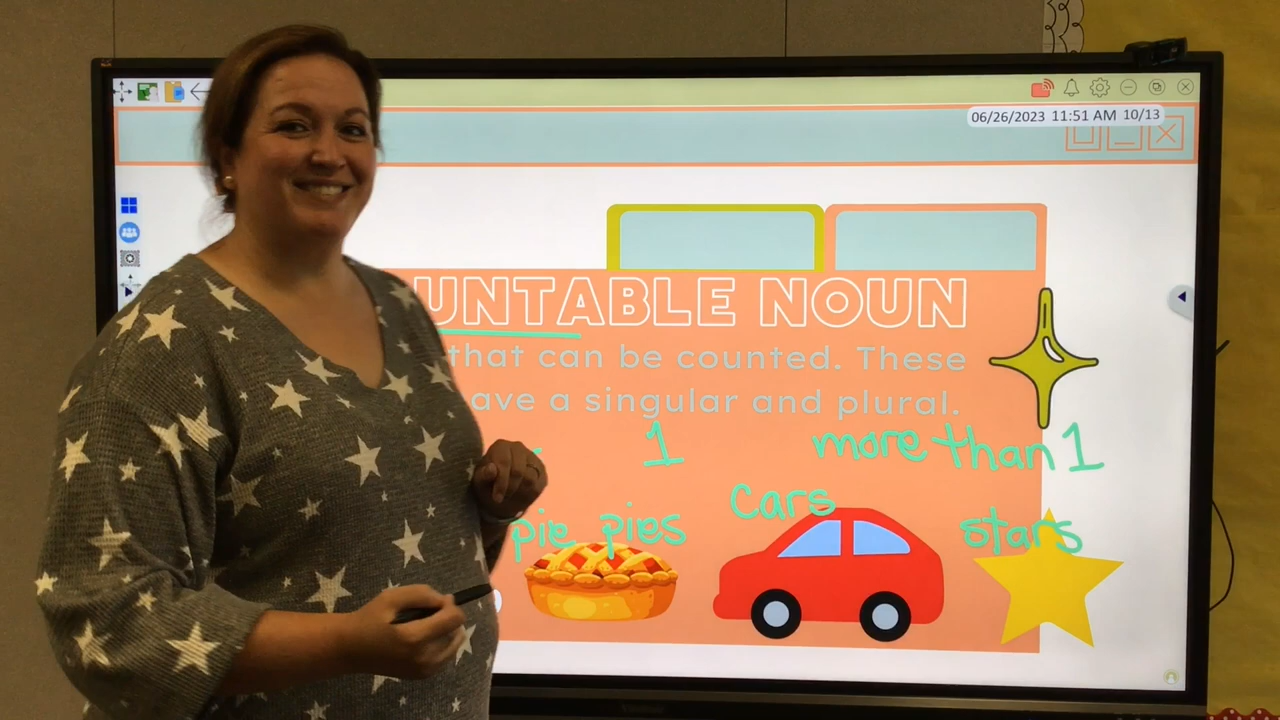 06/26/2023 11:51 AM 10/13
UNTABLE NOUN
that can be counted. These
ave a singular and plural.
1 more than 1
cars
pie pies stars